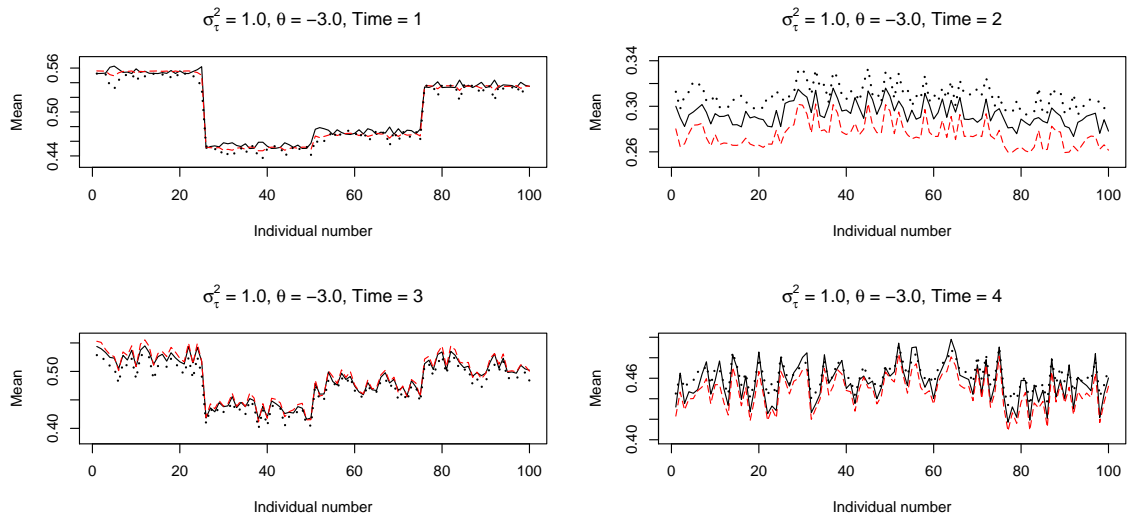 σ²τ = 1.0, θ = −3.0, Time = 1
Mean
0.44 0.50 0.56
0 20 40 60 80 100
Individual number
σ²τ = 1.0, θ = −3.0, Time = 2
Mean
0.26 0.30 0.34
0 20 40 60 80 100
Individual number
σ²τ = 1.0, θ = −3.0, Time = 3
Mean
0.40 0.50
0 20 40 60 80 100
Individual number
σ²τ = 1.0, θ = −3.0, Time = 4
Mean
0.40 0.46
0 20 40 60 80 100
Individual number